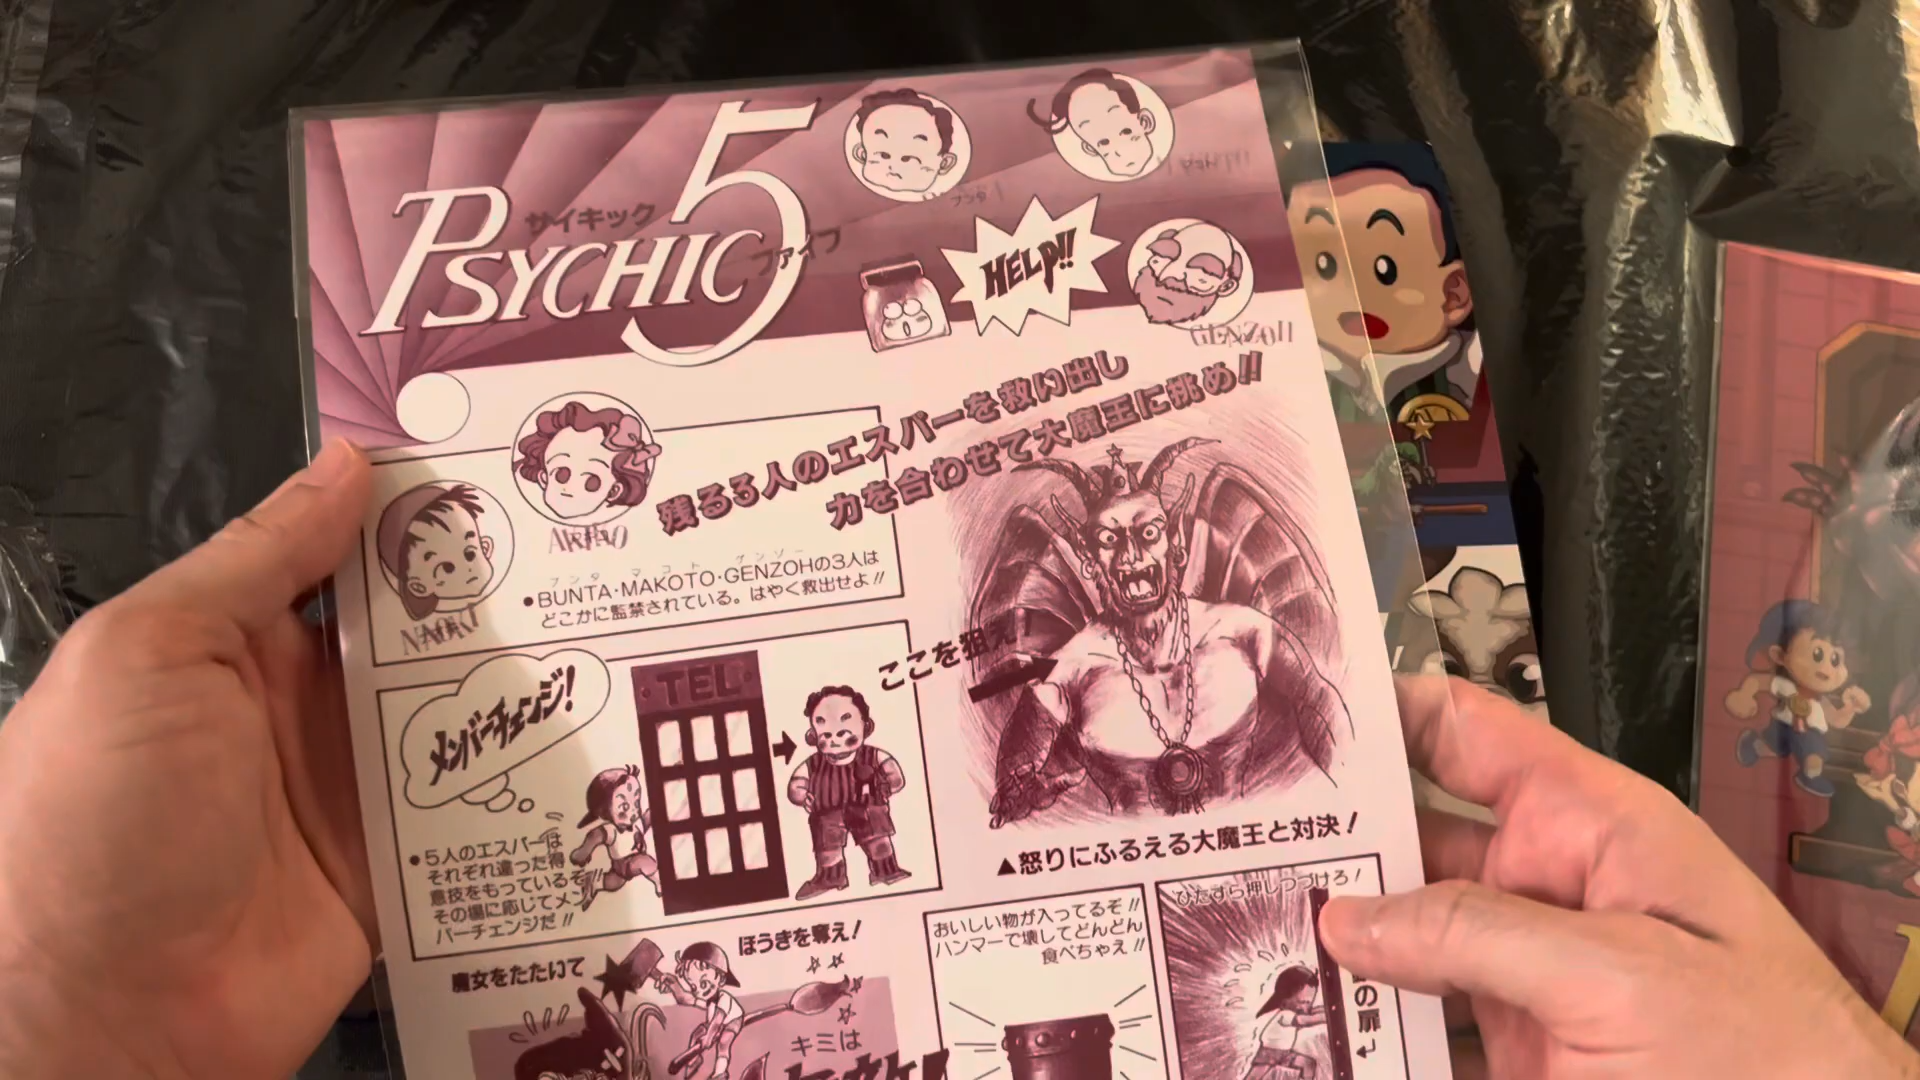 PSYCHIC 5
サイキック
ファイブ
ブンタ
HELP!!
GENZOH
残る3人のエスパーを救い出し
力を合わせて大魔王に挑め!!
AKIKO
NAOKI
ブンタ マコト ゲンゾー
●BUNTA・MAKOTO・GENZOHの3人は
どこかに監禁されている。はやく救出せよ!!
ここを狙え!
メンバーチェンジ!
TEL
●5人のエスパーは
それぞれ違った得
意技をもっているぞ!!
その場に応じてメン
バーチェンジだ!!
▲怒りにふるえる大魔王と対決!
魔女をたたいて
ほうきを奪え!
キミは
おいしい物が入ってるぞ!!
ハンマーで壊してどんどん
食べちゃえ!!
ひたすら押しつづけろ!
の扉